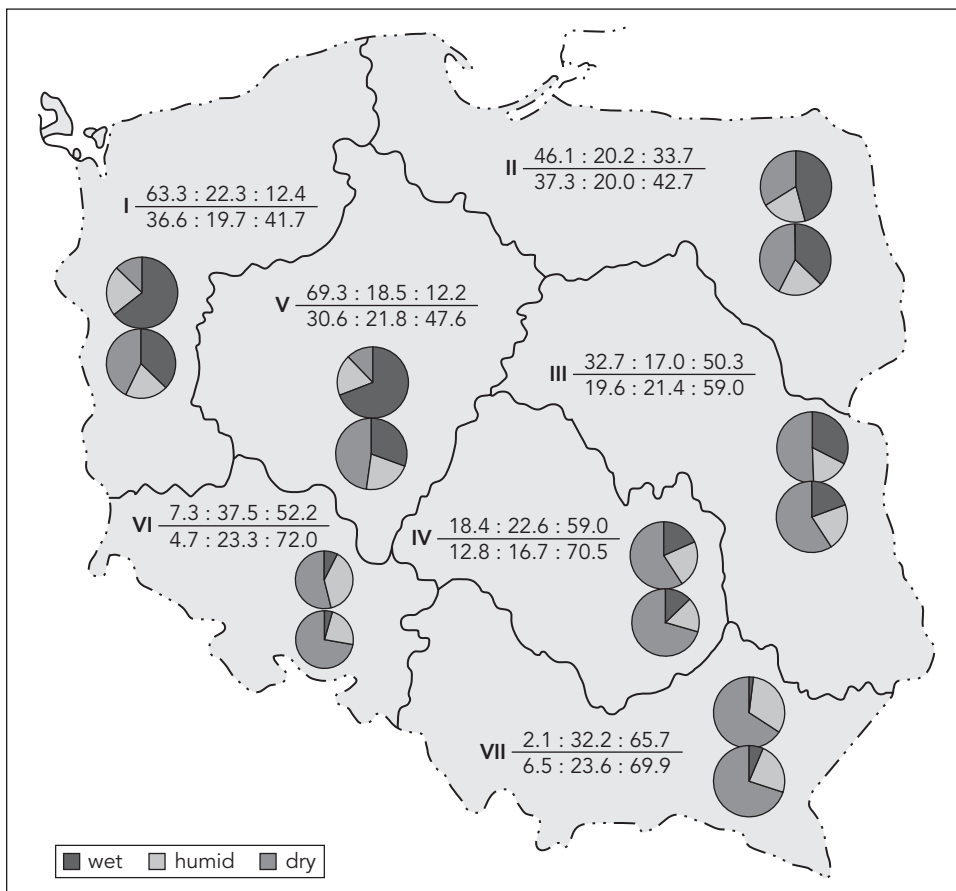 II 46.1 : 20.2 : 33.7
37.3 : 20.0 : 42.7
I 63.3 : 22.3 : 12.4
36.6 : 19.7 : 41.7
V 69.3 : 18.5 : 12.2
30.6 : 21.8 : 47.6
III 32.7 : 17.0 : 50.3
19.6 : 21.4 : 59.0
VI 7.3 : 37.5 : 52.2
4.7 : 23.3 : 72.0
IV 18.4 : 22.6 : 59.0
12.8 : 16.7 : 70.5
VII 2.1 : 32.2 : 65.7
6.5 : 23.6 : 69.9
wet humid dry